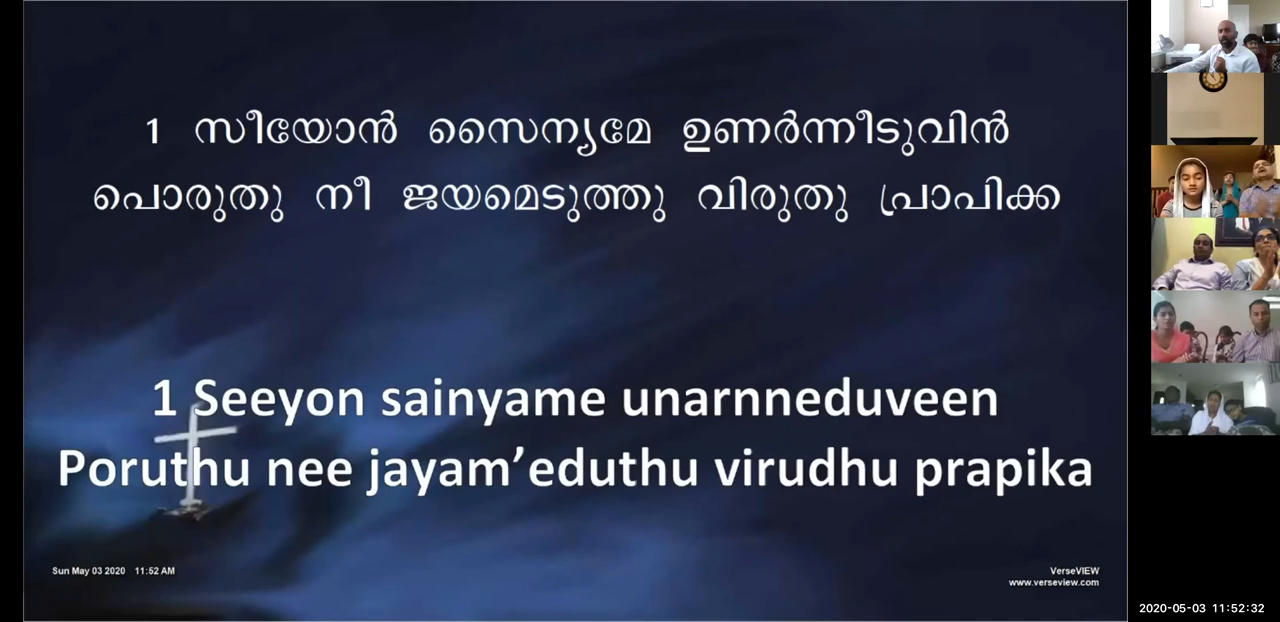 1 സീയോൻ സൈന്യമേ ഉണർന്നീടുവിൻ
പൊരുതു നീ ജയമെടുത്തു വിരുതു പ്രാപിക്ക
1 Seeyon sainyame unarnneduveen
Poruthu nee jayam’eduthu virudhu prapika
Sun May 03 2020 11:52 AM
VerseVIEW
www.verseview.com
2020-05-03 11:52:32